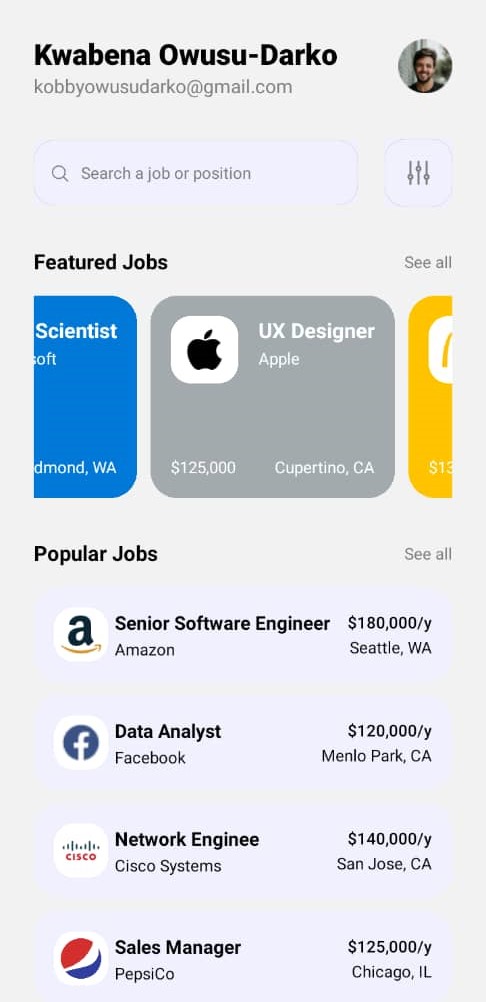 Kwabena Owusu-Darko
kobbyowusudarko@gmail.com
Search a job or position
Featured Jobs See all
Scientist
soft
dmond, WA
UX Designer
Apple
$125,000 Cupertino, CA
$13
Popular Jobs See all
Senior Software Engineer $180,000/y
Amazon Seattle, WA
Data Analyst $120,000/y
Facebook Menlo Park, CA
CISCO
Network Enginee $140,000/y
Cisco Systems San Jose, CA
Sales Manager $125,000/y
PepsiCo Chicago, IL